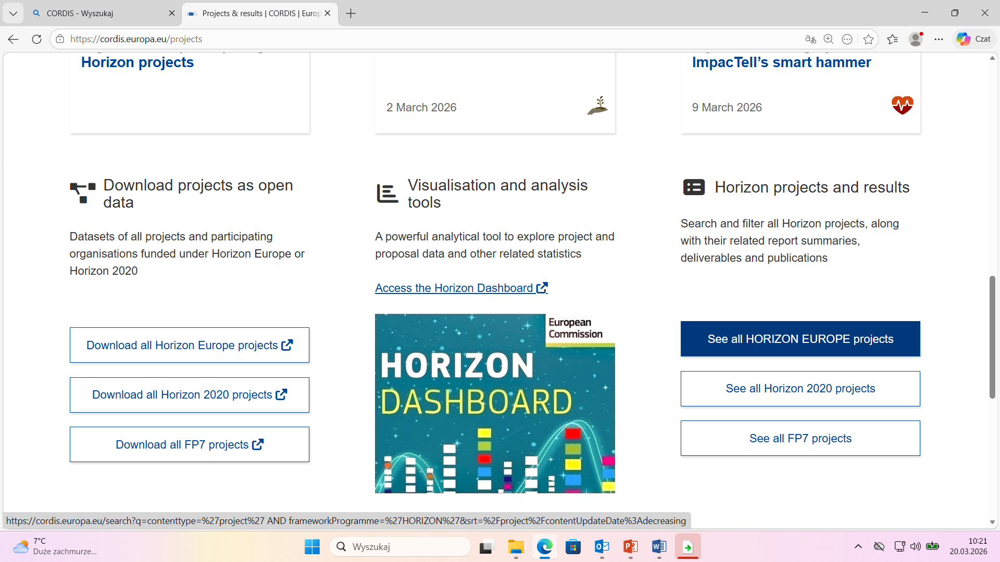 CORDIS - Wyszukaj
Projects & results | CORDIS | Europ
https://cordis.europa.eu/projects
Czat
Horizon projects
ImpacTell's smart hammer
2 March 2026
9 March 2026
Download projects as open
data
Datasets of all projects and participating
organisations funded under Horizon Europe or
Horizon 2020
Download all Horizon Europe projects
Download all Horizon 2020 projects
Download all FP7 projects
Visualisation and analysis
tools
A powerful analytical tool to explore project and
proposal data and other related statistics
Access the Horizon Dashboard
European
Commission
HORIZON
DASHBOARD
Horizon projects and results
Search and filter all Horizon projects, along
with their related report summaries,
deliverables and publications
See all HORIZON EUROPE projects
See all Horizon 2020 projects
See all FP7 projects
https://cordis.europa.eu/search?q=contenttype=%27project%27 AND frameworkProgramme=%27HORIZON%27&srt=%2Fproject%2FcontentUpdateDate%3Adecreasing
7°C
Duże zachmurze...
Wyszukaj
10:21
20.03.2026